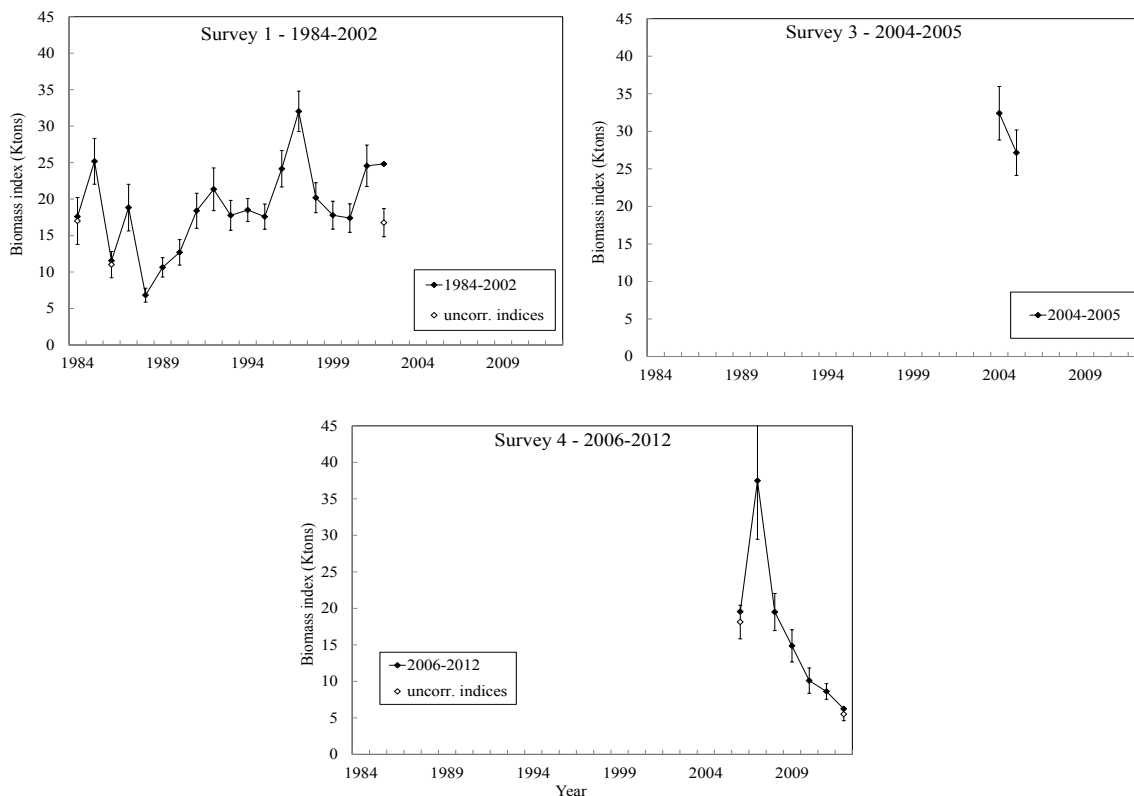 Survey 1 - 1984-2002
Biomass index (Ktons)
45
40
35
30
25
20
15
10
5
0
1984-2002
uncorr. indices
1984 1989 1994 1999 2004 2009
Survey 3 - 2004-2005
Biomass index (Ktons)
45
40
35
30
25
20
15
10
5
0
2004-2005
1984 1989 1994 1999 2004 2009
Survey 4 - 2006-2012
Biomass index (Ktons)
45
40
35
30
25
20
15
10
5
0
2006-2012
uncorr. indices
1984 1989 1994 1999 2004 2009
Year